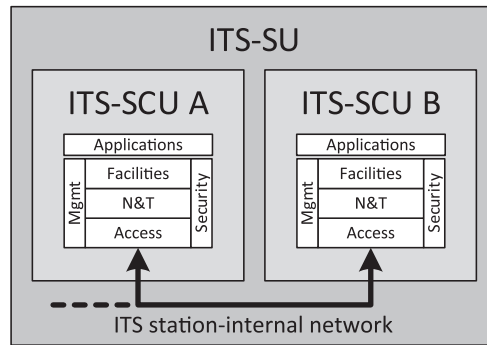 ITS-SU
ITS-SCU A
Applications
Mgmt
Facilities
N&T
Access
Security
ITS-SCU B
Applications
Mgmt
Facilities
N&T
Access
Security
ITS station-internal network